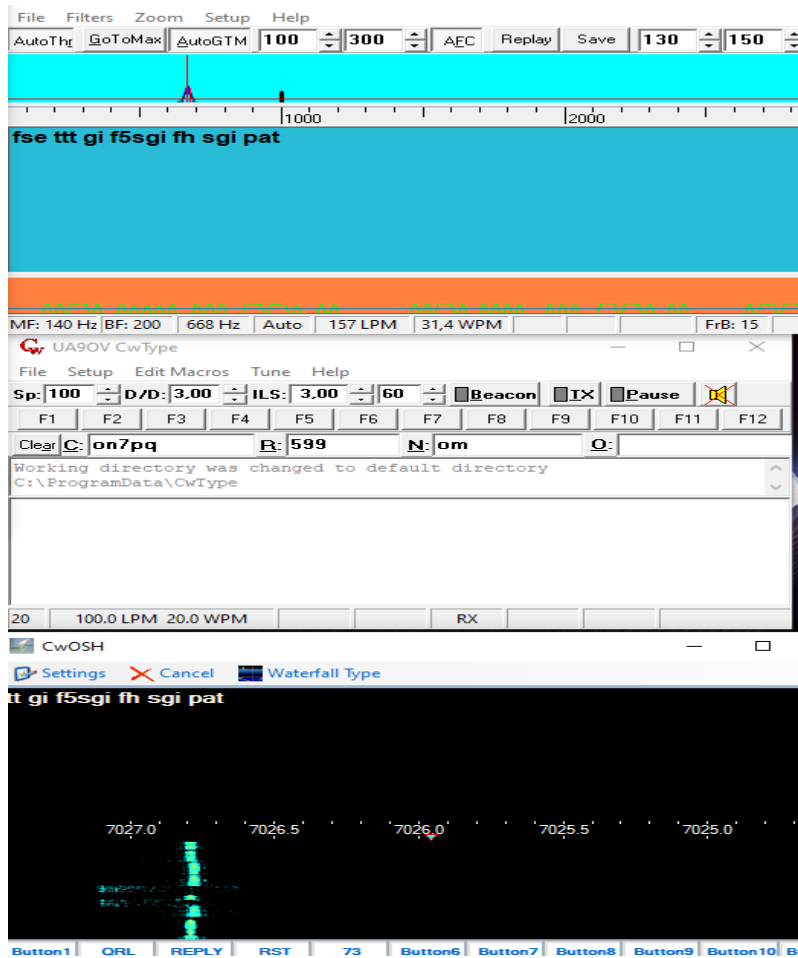 File Filters Zoom Setup Help
AutoThr GoToMax AutoGTM 100 300 AFC Replay Save 130 150
1000 2000
fse ttt gi f5sgi fh sgi pat
MF: 140 Hz BF: 200 668 Hz Auto 157 LPM 31,4 WPM FrB: 15
UA9OV CwType
File Setup Edit Macros Tune Help
Sp: 100 D/D: 3,00 ILS: 3,00 60 Beacon TX Pause
F1 F2 F3 F4 F5 F6 F7 F8 F9 F10 F11 F12
Clear C: on7pq R: 599 N: om Q:
Working directory was changed to default directory
C:\ProgramData\CwType
20 100.0 LPM 20.0 WPM RX
CwOSH
Settings Cancel Waterfall Type
tt gi f5sgi fh sgi pat
7027.0 7026.5 7026.0 7025.5 7025.0
Button1 QRL REPLY RST 73 Button6 Button7 Button8 Button9 Button10 B